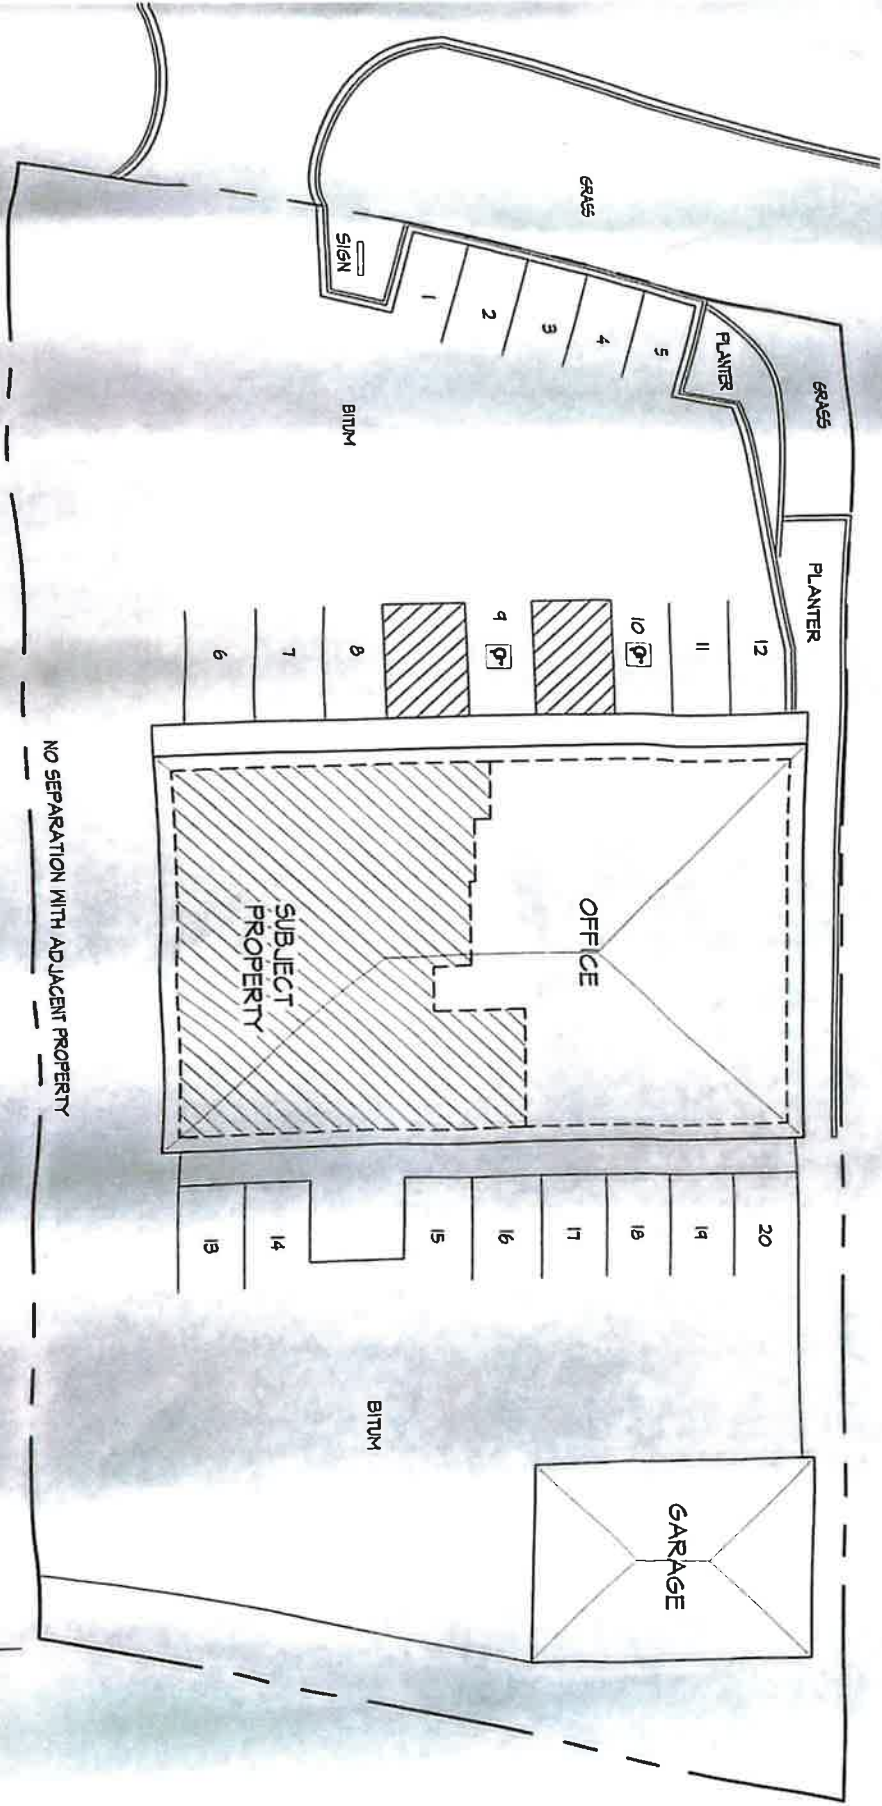 GRASS
SIGN
1
2
3
4
5
PLANTER
GRASS
BITUM
PLANTER
6
7
8
9
10
11
12
NO SEPARATION WITH ADJACENT PROPERTY
OFFICE
SUBJECT
PROPERTY
13
14
15
16
17
18
19
20
BITUM
GARAGE